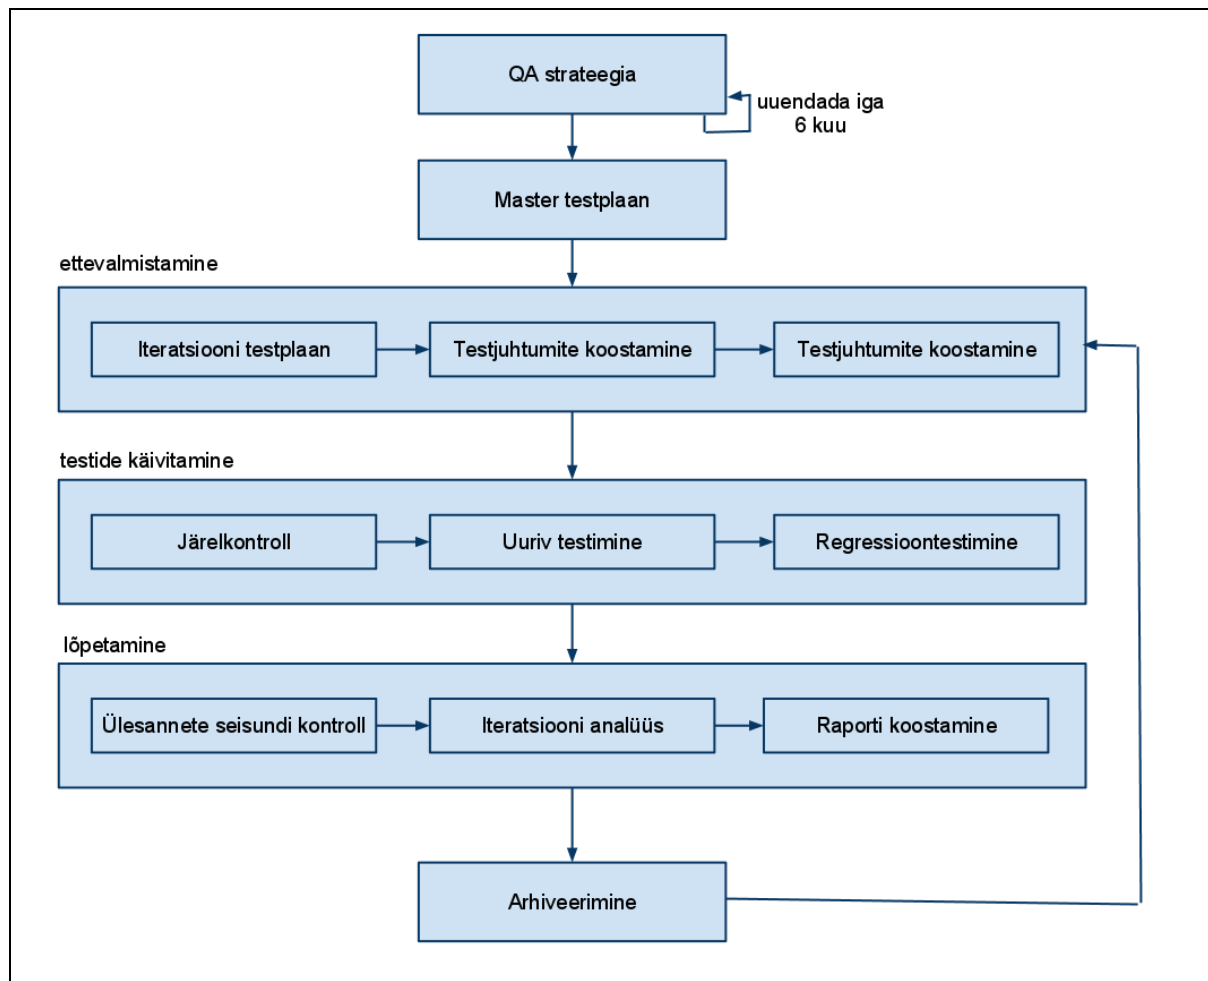 QA strateegia
uuendada iga
6 kuu
Master testplaan
ettevalmistamine
Iteratsiooni testplaan
Testjuhtumite koostamine
Testjuhtumite koostamine
testide käivitamine
Järelkontroll
Uuriv testimine
Regressioontestimine
lõpetamine
Ülesannete seisundi kontroll
Iteratsiooni analüüs
Raporti koostamine
Arhiveerimine